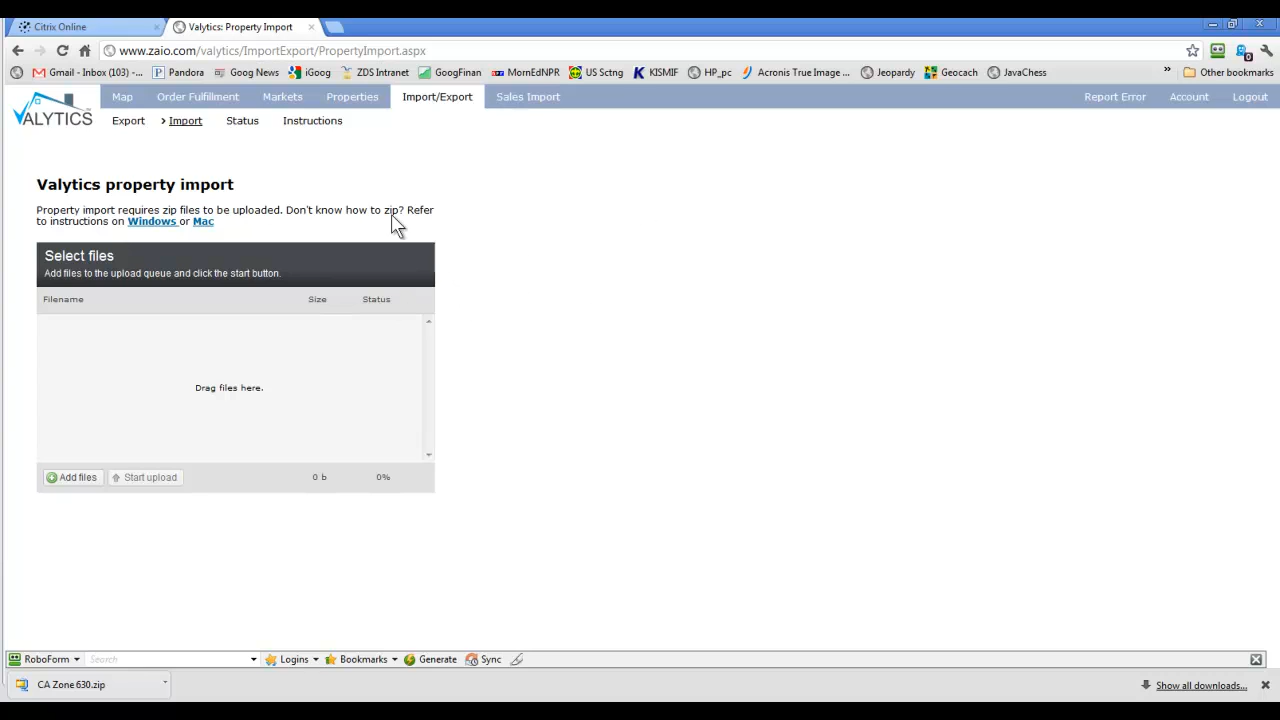 Citrix Online
Valytics: Property Import
www.zaio.com/valytics/ImportExport/PropertyImport.aspx
Gmail - Inbox (103) -... Pandora Goog News iGoog ZDS Intranet GoogFinan MornEdNPR US Sctng KISMIF HP_pc Acronis True Image ... Jeopardy Geocach JavaChess » Other bookmarks
VALYTICS
Map Order Fulfillment Markets Properties Import/Export Sales Import Report Error Account Logout
Export › Import Status Instructions
Valytics property import
Property import requires zip files to be uploaded. Don't know how to zip? Refer
to instructions on Windows or Mac
Select files
Add files to the upload queue and click the start button.
Filename Size Status
Drag files here.
Add files Start upload 0 b 0%
RoboForm Search Logins Bookmarks Generate Sync
CA Zone 630.zip Show all downloads...